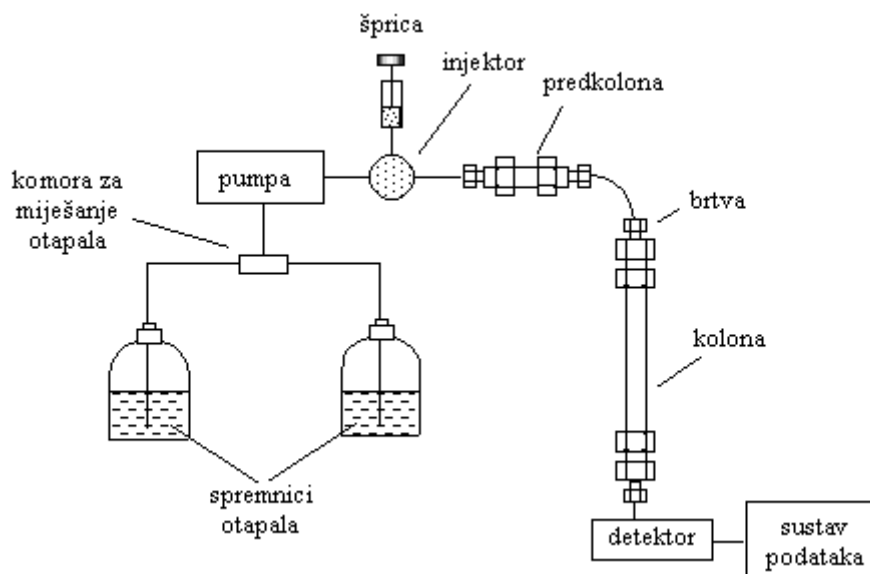 šprica
injektor
predkolona
pumpa
komora za
miješanje
otapala
brtva
kolona
spremnici
otapala
detektor
sustav
podataka